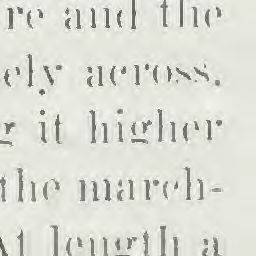 re and the
ely across.
g it higher
the march-
at length a